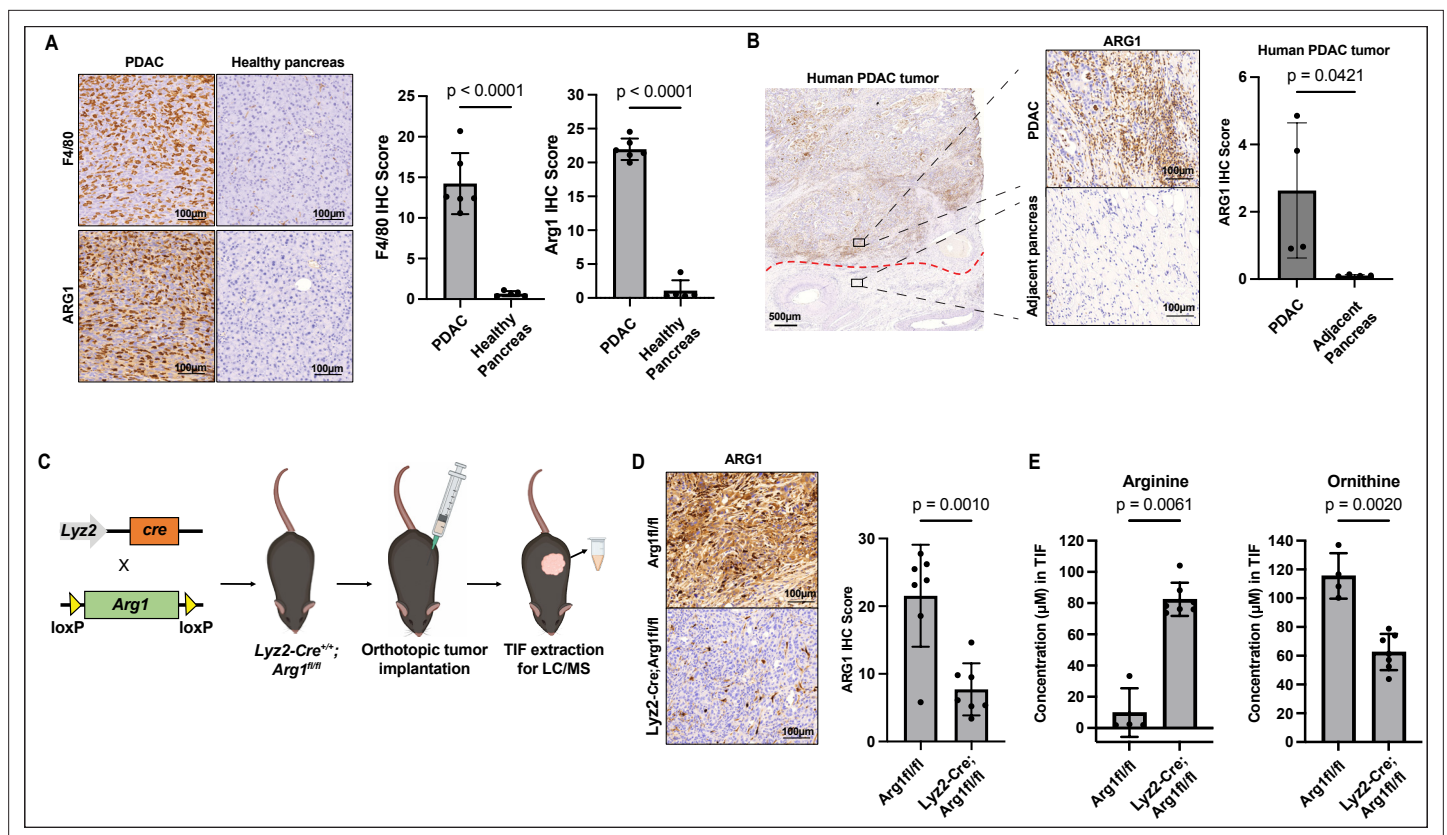 A
PDAC
Healthy pancreas
F4/80
100µm
100µm
ARG1
100µm
100µm
p < 0.0001
F4/80 IHC Score
25
20
15
10
5
0
PDAC
Healthy
Pancreas
p < 0.0001
Arg1 IHC Score
30
25
20
15
10
5
0
PDAC
Healthy
Pancreas
B
Human PDAC tumor
500µm
ARG1
PDAC
100µm
Adjacent pancreas
100µm
Human PDAC tumor
p = 0.0421
ARG1 IHC Score
6
4
2
0
PDAC
Adjacent
Pancreas
C
Lyz2
cre
X
Arg1
loxP
loxP
Lyz2-Cre+/+;
Arg1fl/fl
Orthotopic tumor
implantation
TIF extraction
for LC/MS
D
ARG1
Arg1fl/fl
100µm
Lyz2-Cre;Arg1fl/fl
100µm
p = 0.0010
ARG1 IHC Score
30
20
10
0
Arg1fl/fl
Lyz2-Cre;
Arg1fl/fl
E
Arginine
p = 0.0061
Concentration (µM) in TIF
120
100
80
60
40
20
0
Arg1fl/fl
Lyz2-Cre;
Arg1fl/fl
Ornithine
p = 0.0020
Concentration (µM) in TIF
140
120
100
80
60
40
20
0
Arg1fl/fl
Lyz2-Cre;
Arg1fl/fl